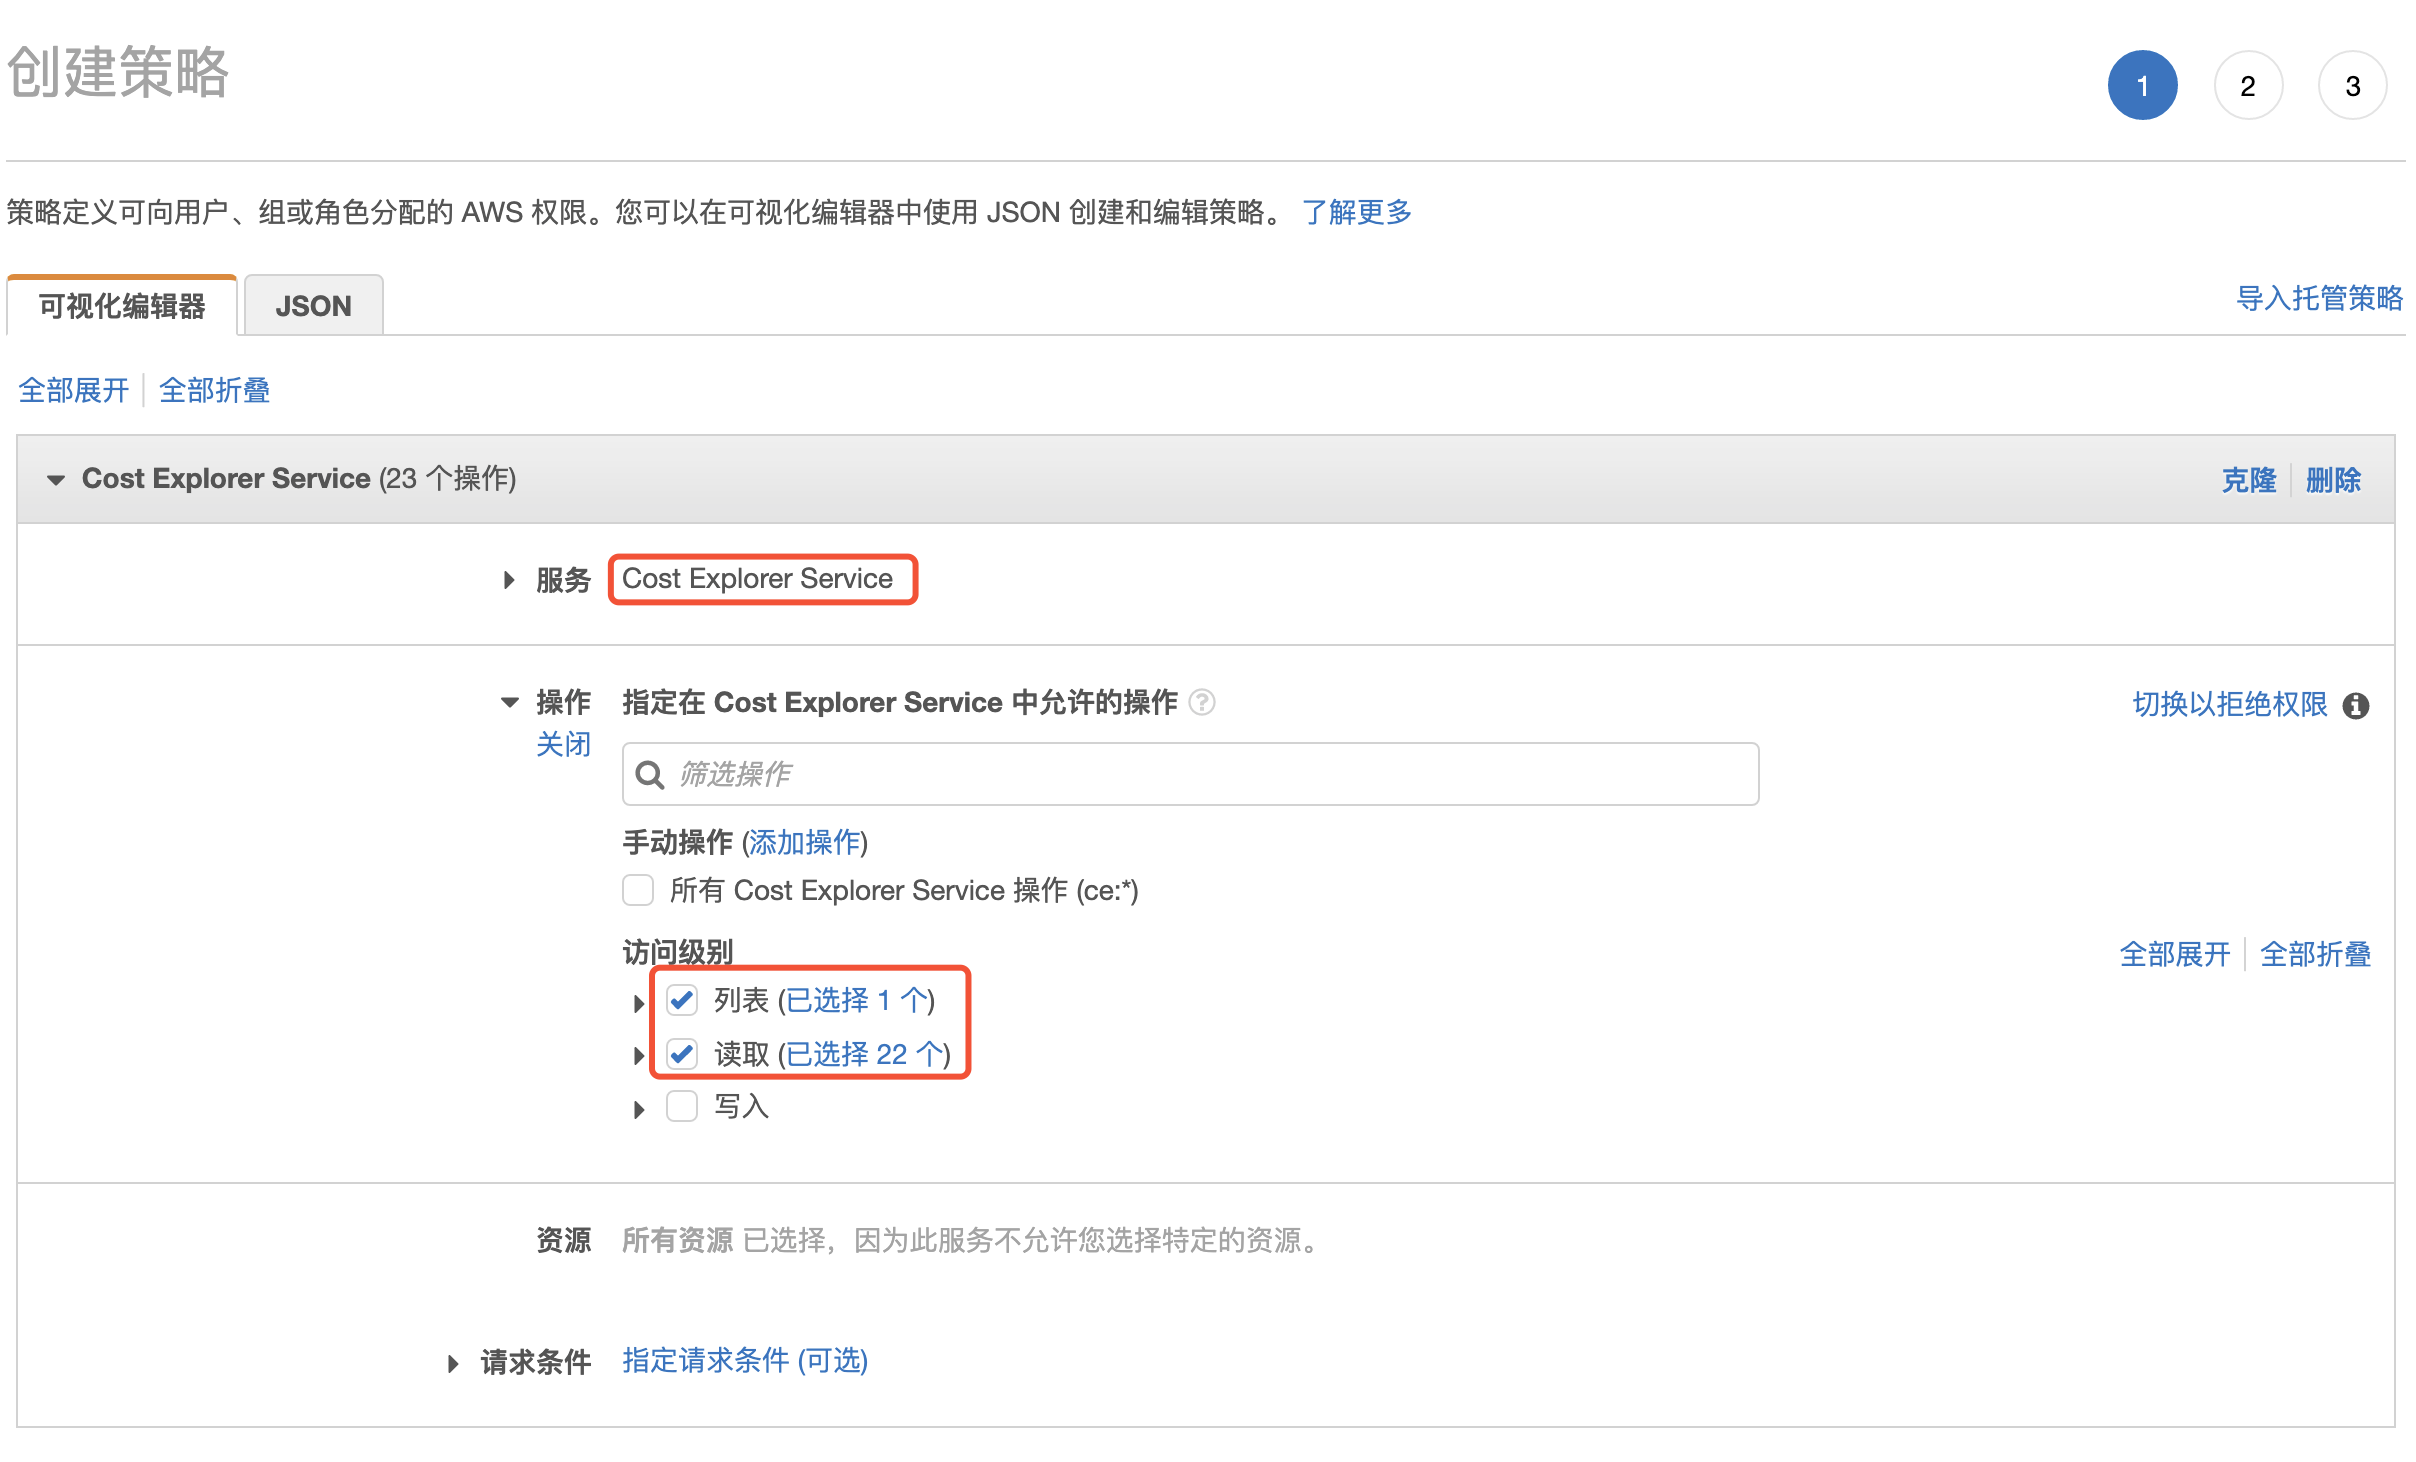 创建策略
1 2 3
策略定义可向用户、组或角色分配的 AWS 权限。您可以在可视化编辑器中使用 JSON 创建和编辑策略。 了解更多
可视化编辑器 JSON 导入托管策略
全部展开 全部折叠
Cost Explorer Service (23 个操作) 克隆 删除
服务 Cost Explorer Service
操作 指定在 Cost Explorer Service 中允许的操作 切换以拒绝权限
关闭
筛选操作
手动操作 (添加操作)
所有 Cost Explorer Service 操作 (ce:*)
访问级别 全部展开 全部折叠
列表 (已选择 1 个)
读取 (已选择 22 个)
写入
资源 所有资源 已选择，因为此服务不允许您选择特定的资源。
请求条件 指定请求条件 (可选)